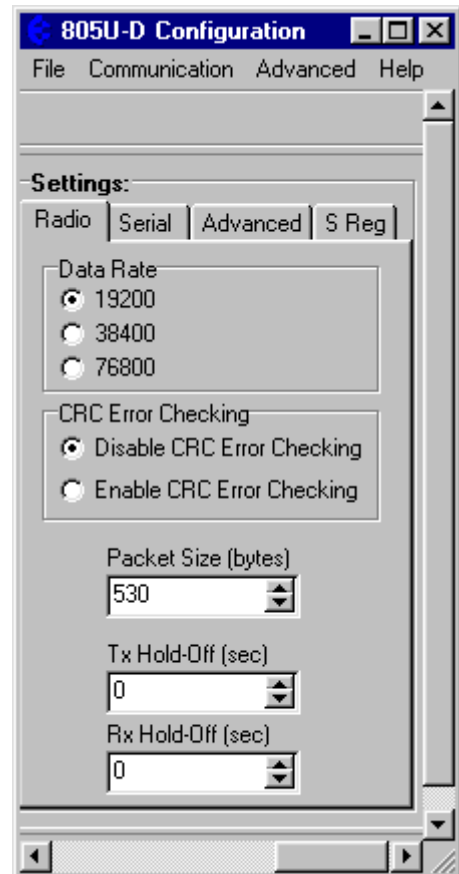 805U-D Configuration
File Communication Advanced Help
Settings:
Radio Serial Advanced S Reg
Data Rate
19200
38400
76800
CRC Error Checking
Disable CRC Error Checking
Enable CRC Error Checking
Packet Size (bytes)
530
Tx Hold-Off (sec)
0
Rx Hold-Off (sec)
0